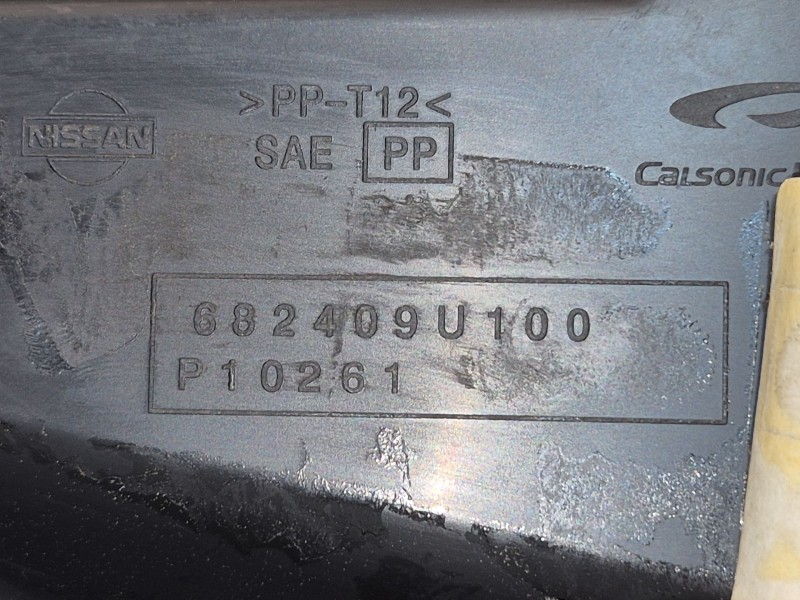 NISSAN
>PP-T12<
SAE PP
Calsonic
682409U100
P10261